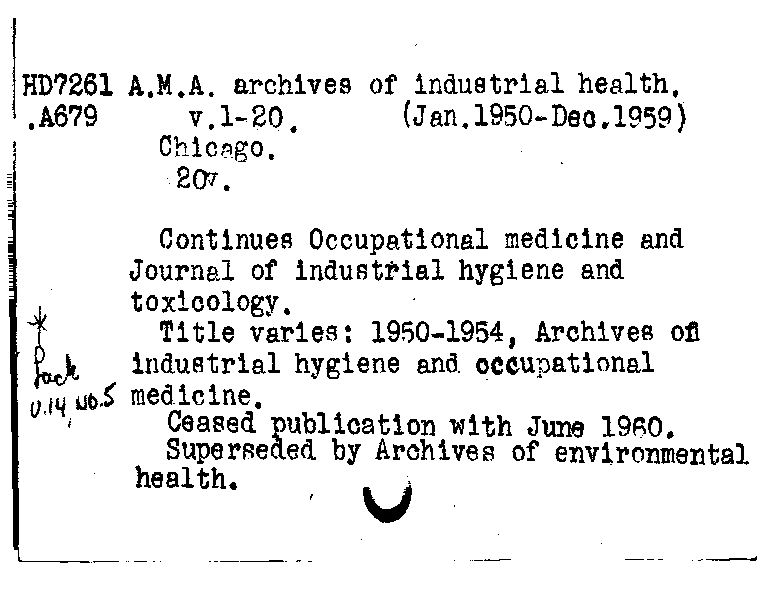 HD7261 A.M.A. archives of industrial health.
.A679 v.1-20. (Jan.1950-Dec.1959)
Chicago.
20v.
Continues Occupational medicine and
Journal of industrial hygiene and
toxicology.
Title varies: 1950-1954, Archives of
industrial hygiene and occupational
medicine.
Ceased publication with June 1960.
Superseded by Archives of environmental
health.
*
Lack
v.14, no.5